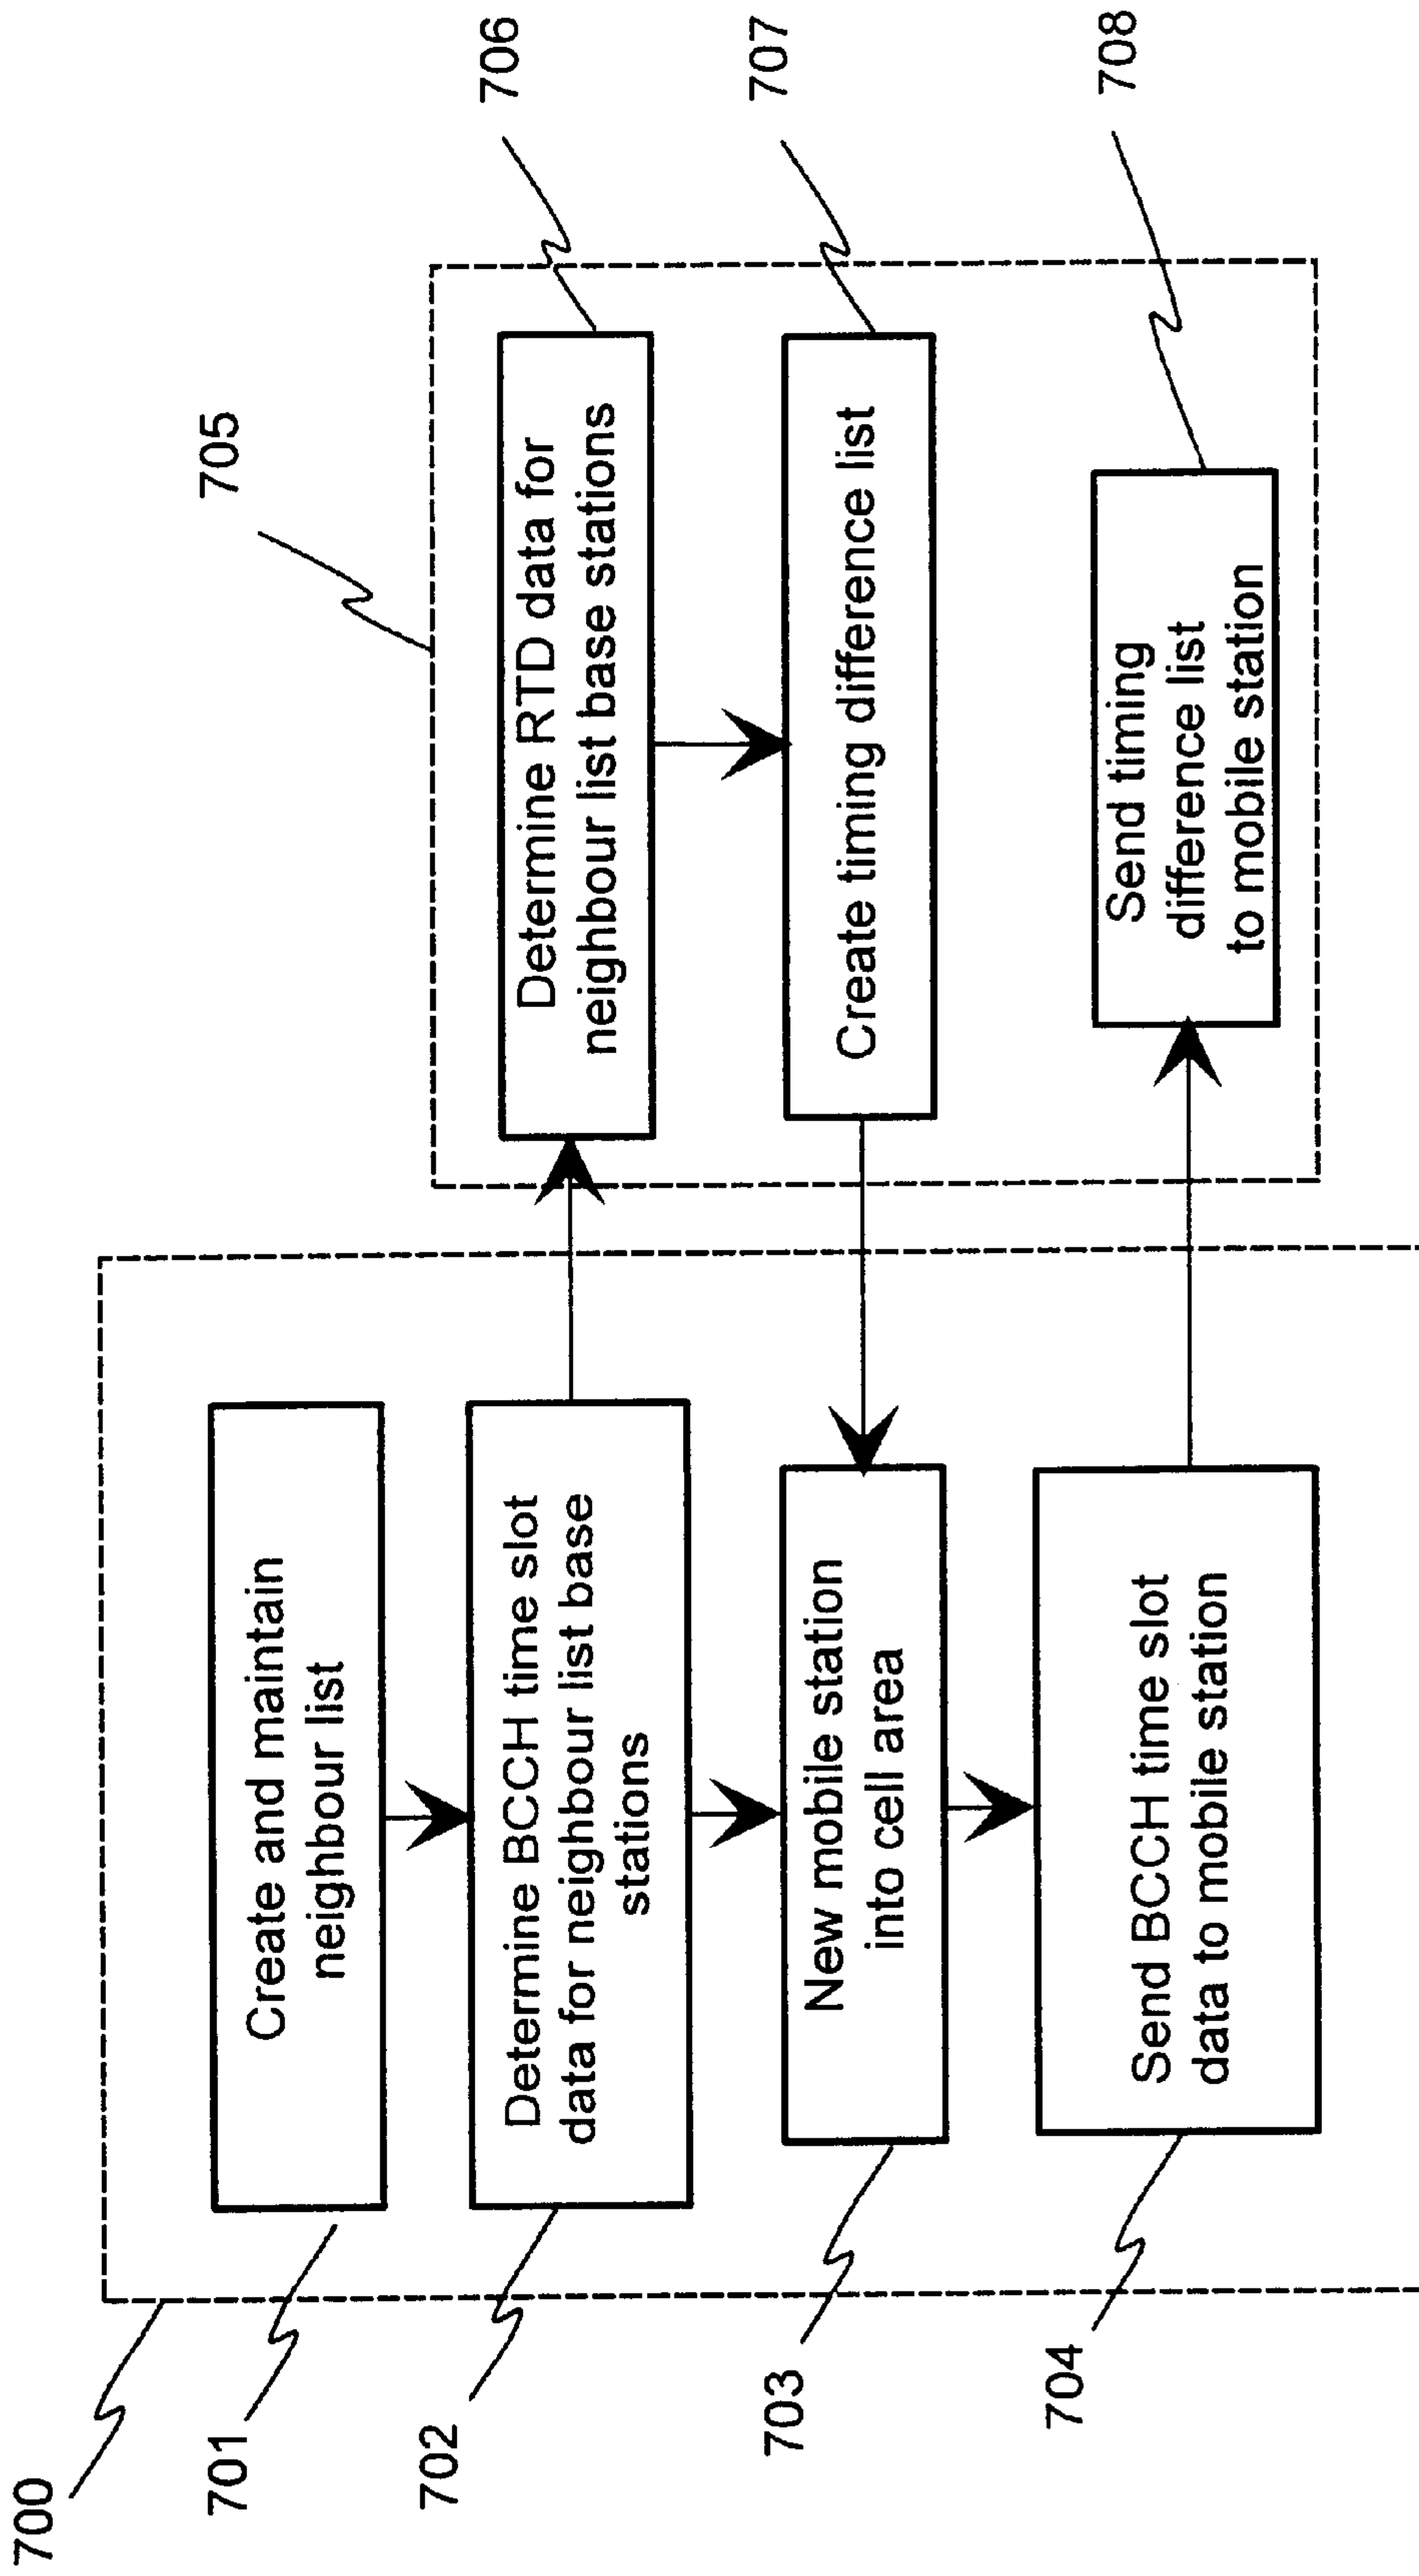 700
701
Create and maintain
neighbour list
702
Determine BCCH time slot
data for neighbour list base
stations
703
New mobile station
into cell area
704
Send BCCH time slot
data to mobile station
705
706
Determine RTD data for
neighbour list base stations
707
Create timing difference list
708
Send timing
difference list
to mobile station